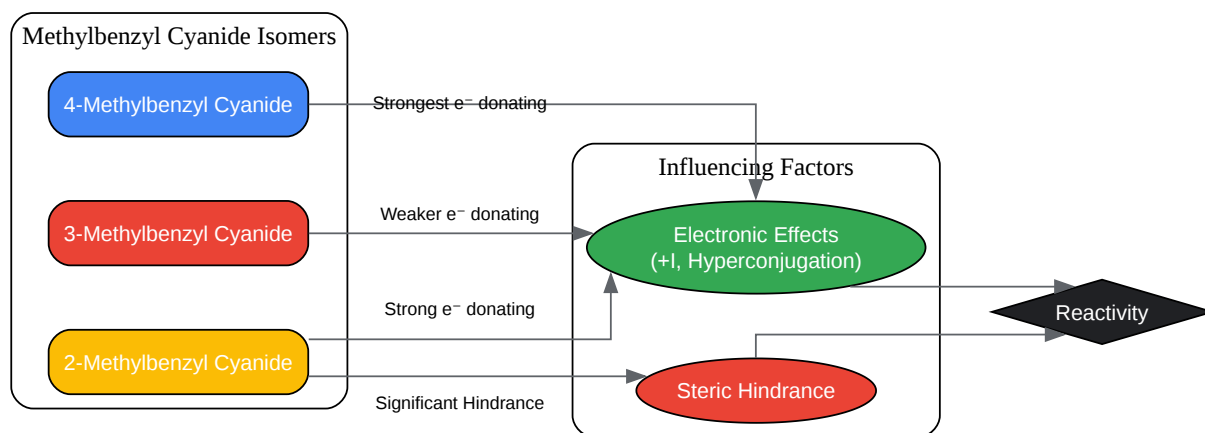 Methylbenzyl Cyanide Isomers
4-Methylbenzyl Cyanide
Strongest e⁻ donating
Influencing Factors
3-Methylbenzyl Cyanide
Weaker e⁻ donating
Electronic Effects
(+I, Hyperconjugation)
Strong e⁻ donating
Reactivity
2-Methylbenzyl Cyanide
Significant Hindrance
Steric Hindrance